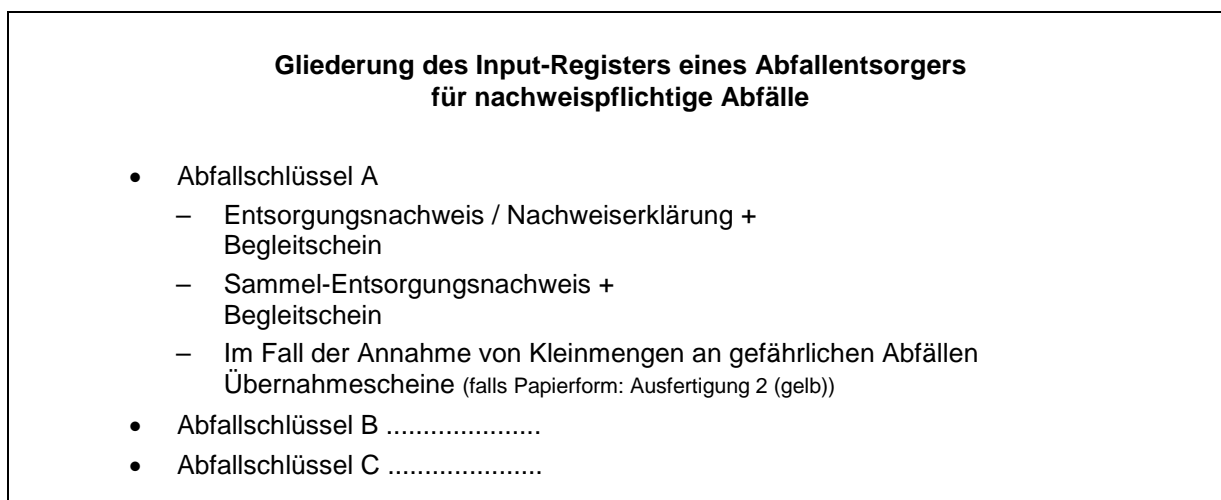 Gliederung des Input-Registers eines Abfallentsorgers
für nachweispflichtige Abfälle
• Abfallschlüssel A
– Entsorgungsnachweis / Nachweiserklärung +
Begleitschein
– Sammel-Entsorgungsnachweis +
Begleitschein
– Im Fall der Annahme von Kleinmengen an gefährlichen Abfällen
Übernahmescheine (falls Papierform: Ausfertigung 2 (gelb))
• Abfallschlüssel B .....................
• Abfallschlüssel C .....................